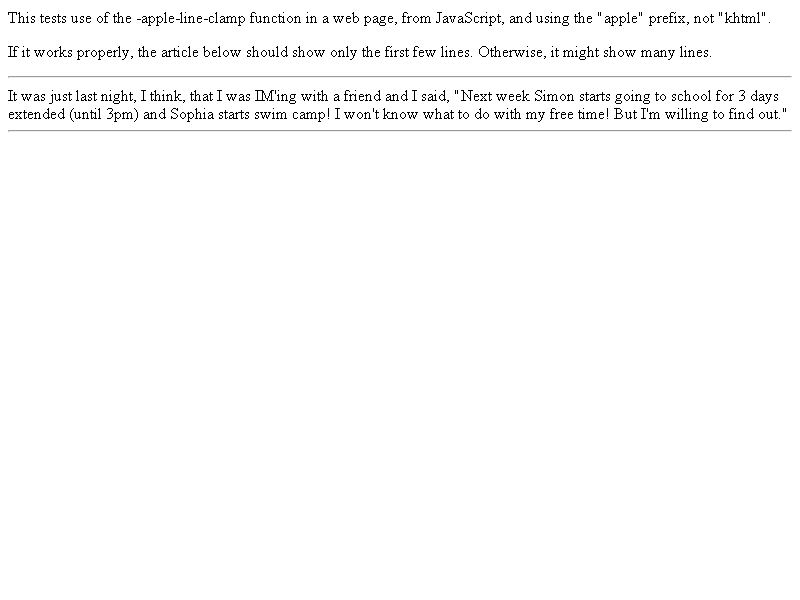 This tests use of the -apple-line-clamp function in a web page, from JavaScript, and using the "apple" prefix, not "khtml".
If it works properly, the article below should show only the first few lines. Otherwise, it might show many lines.
It was just last night, I think, that I was IM'ing with a friend and I said, "Next week Simon starts going to school for 3 days
extended (until 3pm) and Sophia starts swim camp! I won't know what to do with my free time! But I'm willing to find out."